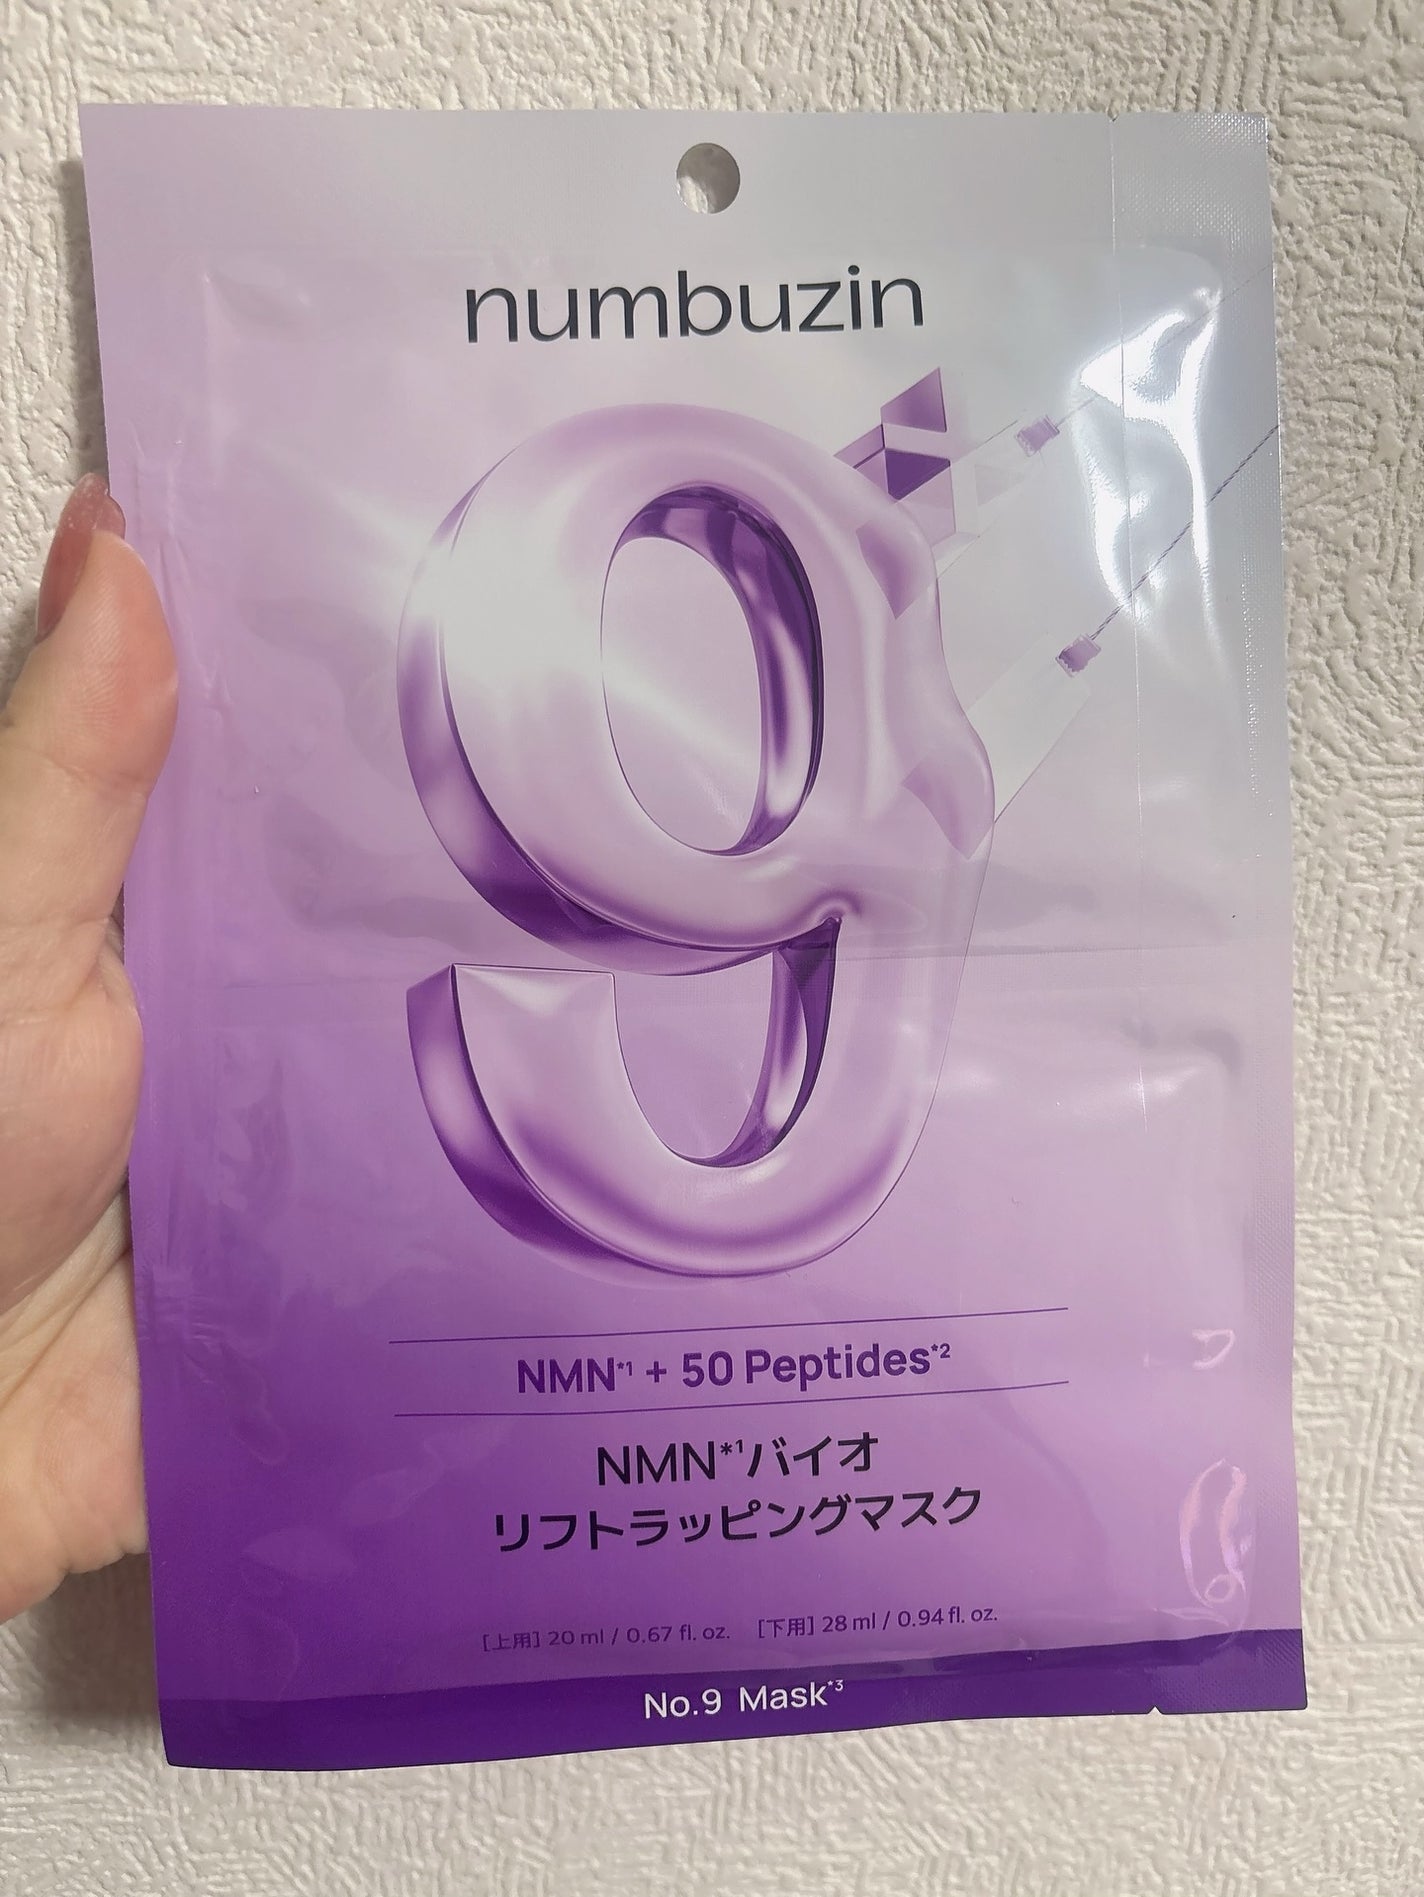 numbuzin
9
NMN*1 + 50 Peptides*2
NMN*1バイオ
リフトラッピングマスク
[上用] 20 ml / 0.67 fl. oz. [下用] 28 ml / 0.94 fl. oz.
No.9 Mask*3